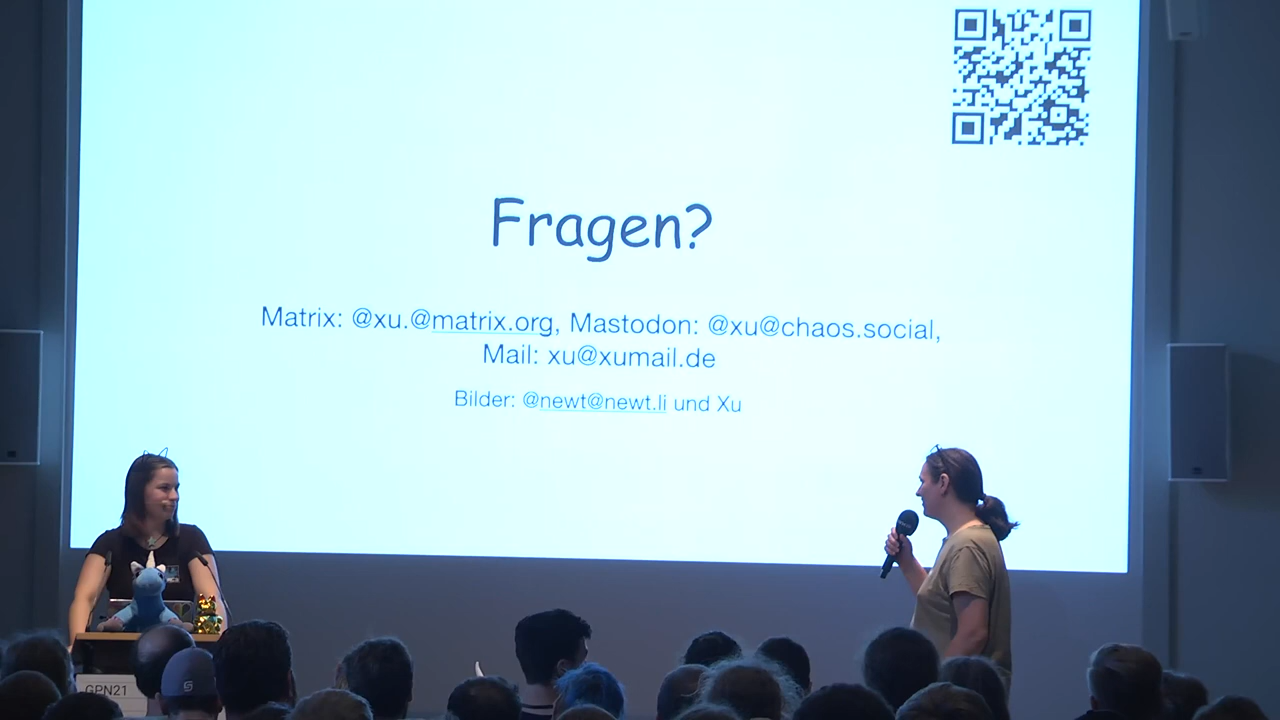 Fragen?
Matrix: @xu.@matrix.org, Mastodon: @xu@chaos.social,
Mail: xu@xumail.de
Bilder: @newt@newt.li und Xu
GPN21